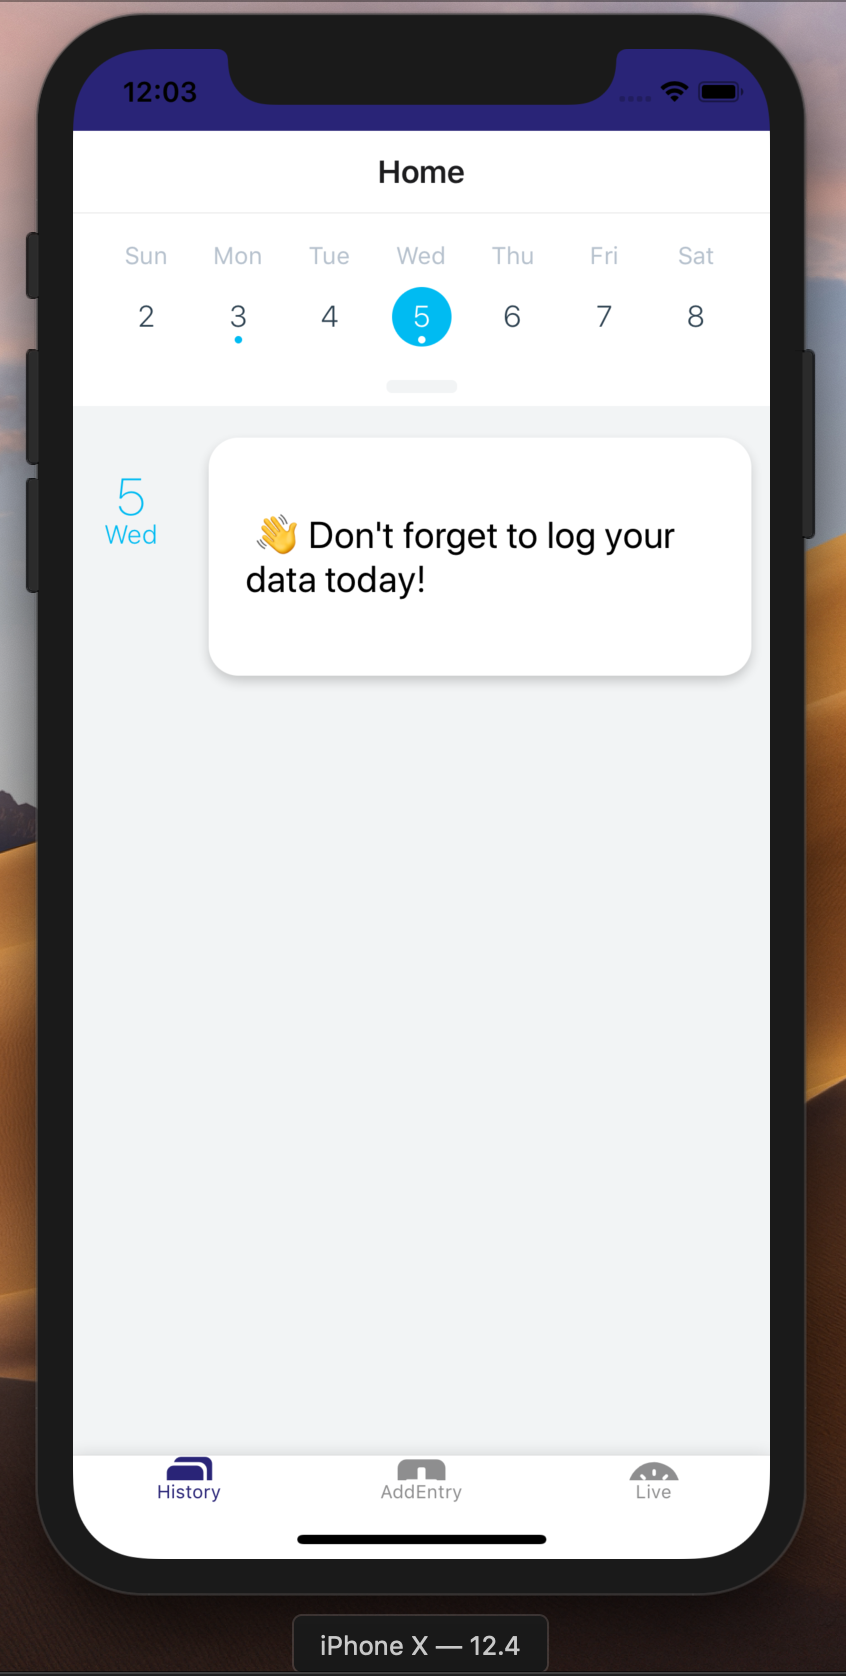 12:03
Home
Sun Mon Tue Wed Thu Fri Sat
2 3 4 5 6 7 8
5
Wed
👋 Don't forget to log your
data today!
History AddEntry Live
iPhone X — 12.4